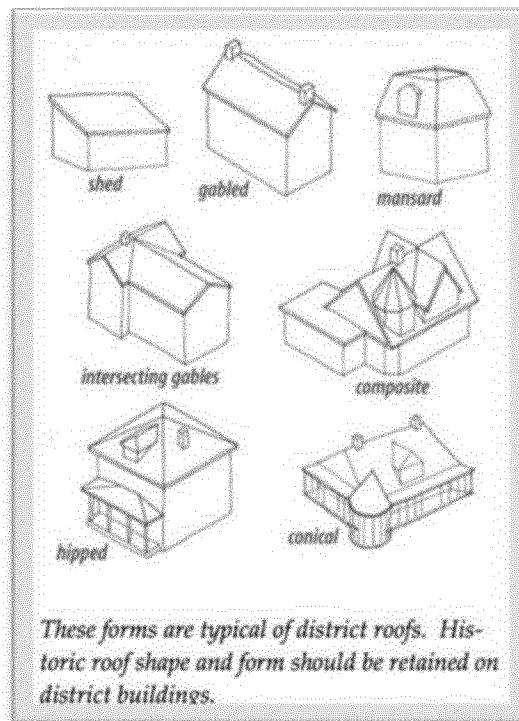 shed
gabled
mansard
intersecting gables
composite
hipped
conical
These forms are typical of district roofs. His-
toric roof shape and form should be retained on
district buildings.